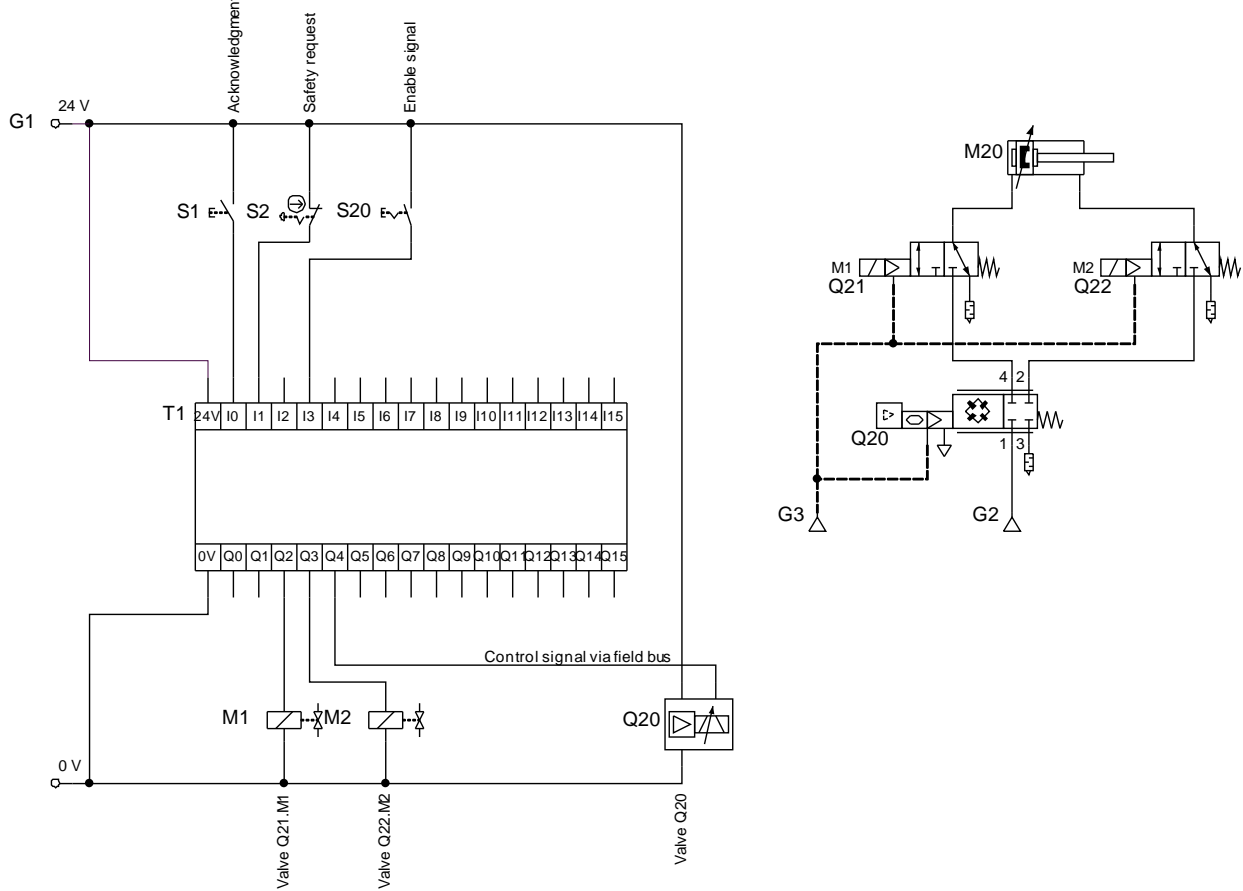 Acknowledgment
Safety request
Enable signal
G1
24 V
S1
S2
S20
T1
24V I0 I1 I2 I3 I4 I5 I6 I7 I8 I9 I10 I11 I12 I13 I14 I15
0V Q0 Q1 Q2 Q3 Q4 Q5 Q6 Q7 Q8 Q9 Q10 Q11 Q12 Q13 Q14 Q15
Control signal via field bus
M1
M2
Q20
0 V
Valve Q21.M1
Valve Q22.M2
Valve Q20
M20
M1
Q21
M2
Q22
4 2
Q20
1 3
G3
G2